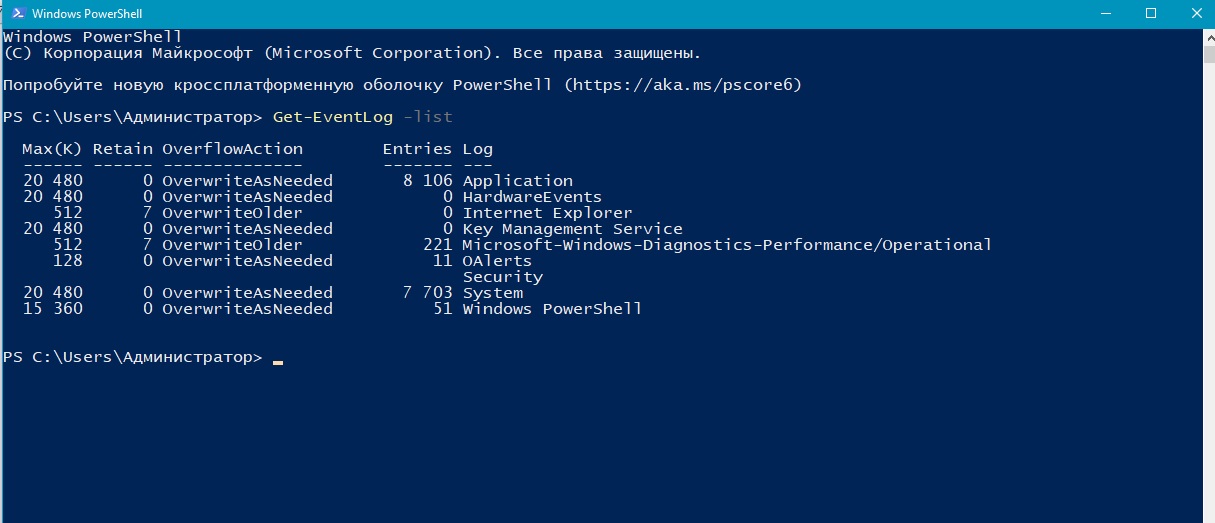 Windows PowerShell
Windows PowerShell
(C) Корпорация Майкрософт (Microsoft Corporation). Все права защищены.
Попробуйте новую кроссплатформенную оболочку PowerShell (https://aka.ms/pscore6)
PS C:\Users\Администратор> Get-EventLog -list
Max(K) Retain OverflowAction Entries Log
------ ------ -------------- ------- ---
20 480 0 OverwriteAsNeeded 8 106 Application
20 480 0 OverwriteAsNeeded 0 HardwareEvents
512 7 OverwriteOlder 0 Internet Explorer
20 480 0 OverwriteAsNeeded 0 Key Management Service
512 7 OverwriteOlder 221 Microsoft-Windows-Diagnostics-Performance/Operational
128 0 OverwriteAsNeeded 11 OAlerts
Security
20 480 0 OverwriteAsNeeded 7 703 System
15 360 0 OverwriteAsNeeded 51 Windows PowerShell
PS C:\Users\Администратор>